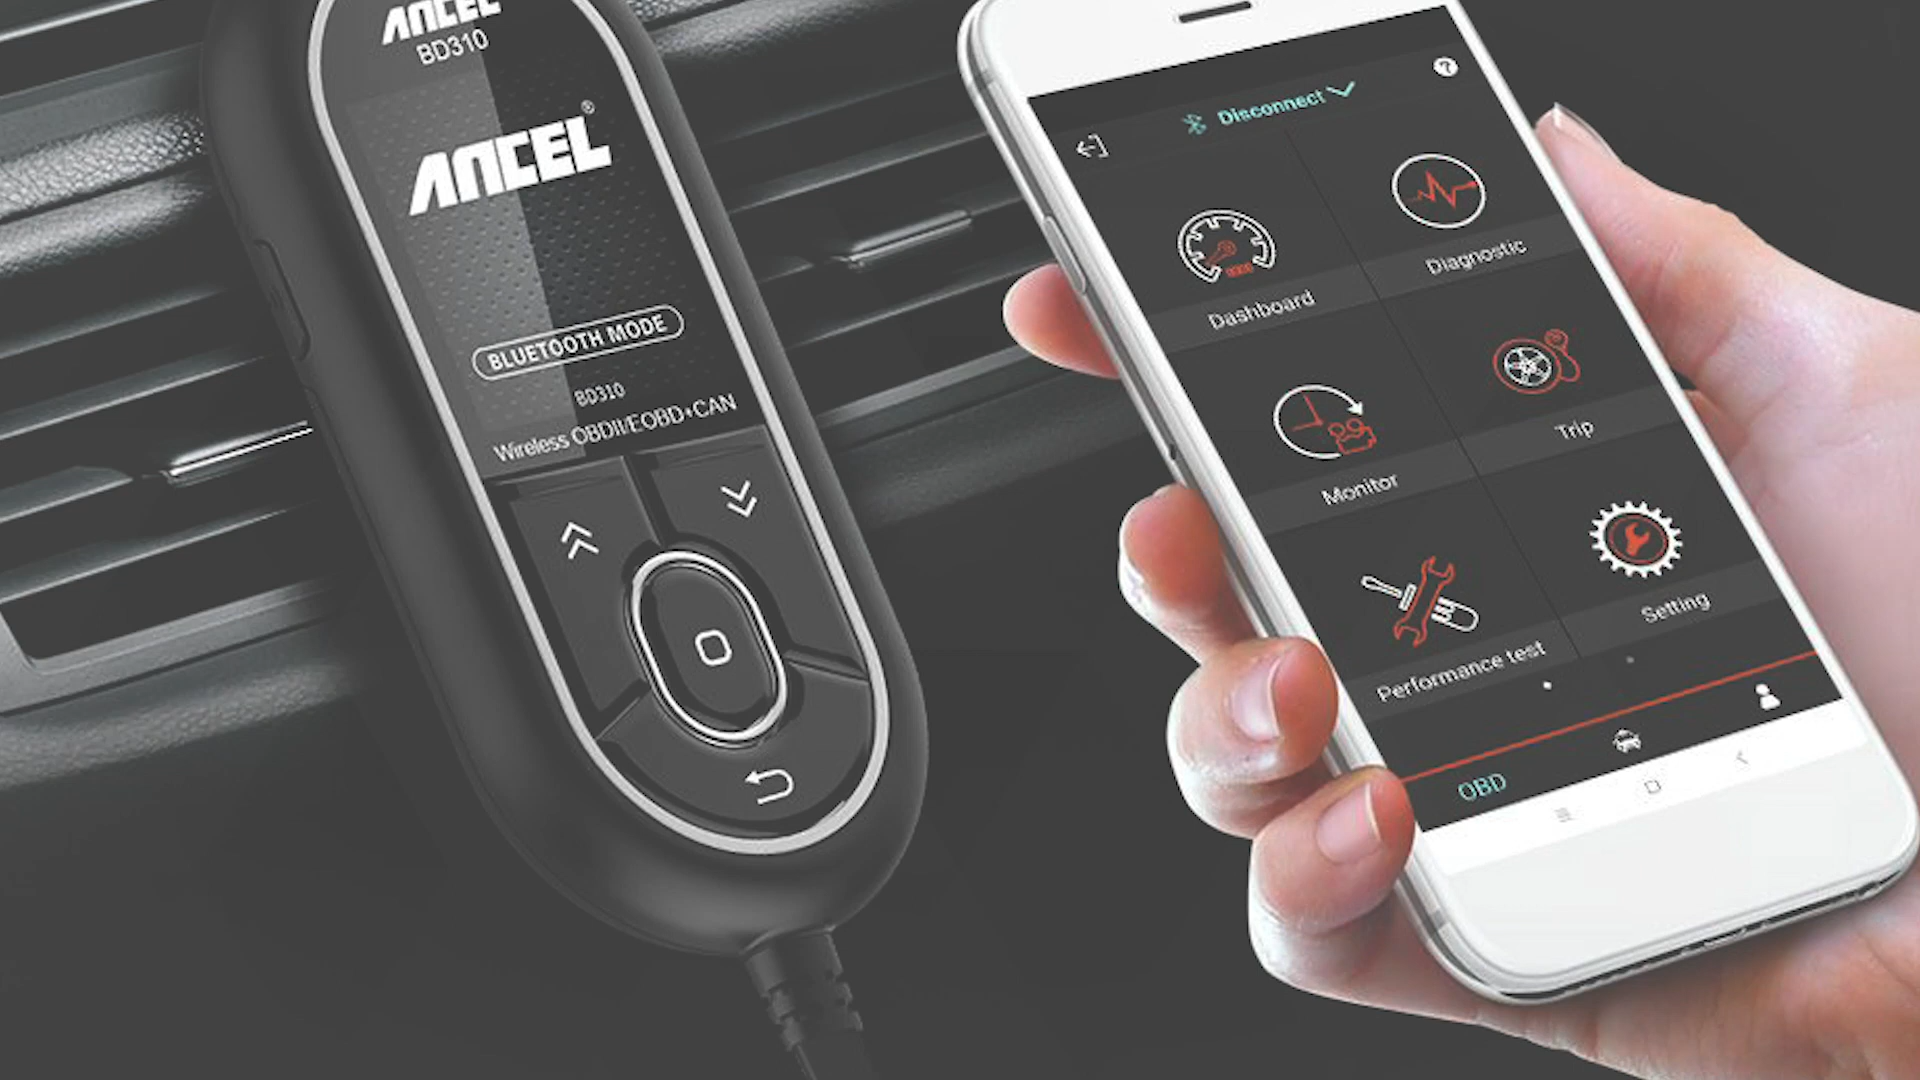 ANCEL
BD310
ANCEL®
BLUETOOTH MODE
BD310
Wireless OBDII/EOBD+CAN
Disconnect
?
Dashboard
Diagnostic
Monitor
Trip
Performance test
Setting
OBD